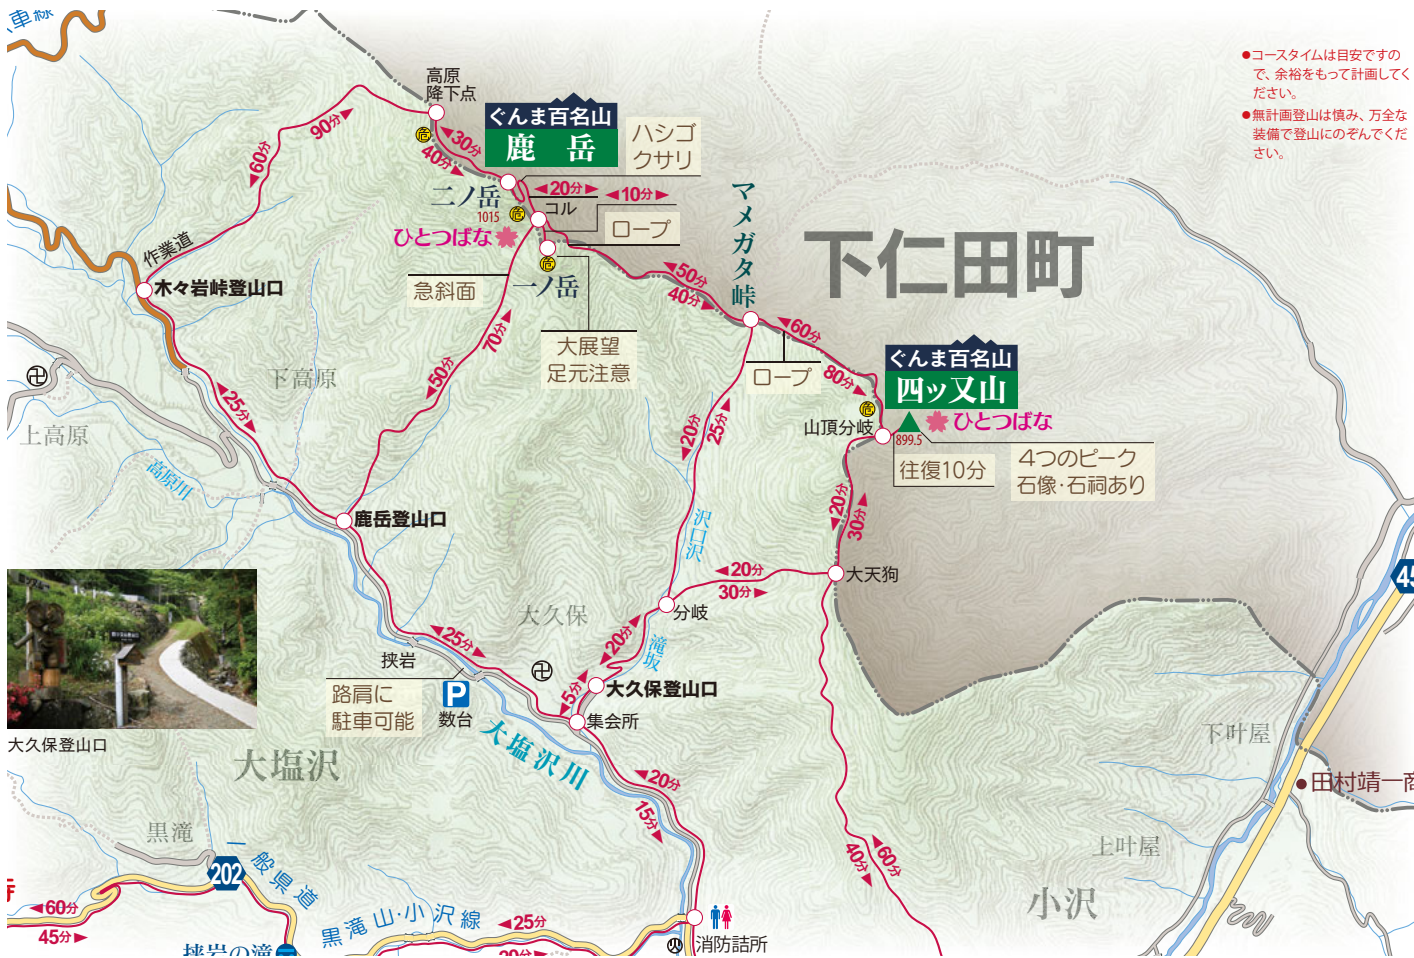 車線
高原
降下点
ぐんま百名山
鹿 岳
ハシゴ
クサリ
●コースタイムは目安ですの
で、余裕をもって計画してく
ださい。
●無計画登山は慎み、万全な
装備で登山にのぞんでくだ
さい。
90分
60分
危
30分
40分
二ノ岳
1015
危
20分
10分
コル
ロープ
ひとつばな
危
一ノ岳
急斜面
大展望
足元注意
マメガタ峠
下仁田町
50分
40分
作業道
木々岩峠登山口
60分
80分
ロープ
ぐんま百名山
四ッ又山
危
ひとつばな
山頂分岐
899.5
往復10分
4つのピーク
石像・石祠あり
下高原
上高原
高原川
25分
50分
70分
20分
25分
20分
30分
鹿岳登山口
沢口沢
20分
30分
大天狗
分岐
大久保
滝坂
20分
25分
挟岩
路肩に
駐車可能
P
数台
5分
大久保登山口
集会所
大久保登山口
大塩沢
大塩沢川
20分
15分
黒滝
202
一般県道
黒滝山・小沢線
60分
45分
25分
20分
挟岩の滝
消防詰所
40分
60分
45
下叶屋
上叶屋
小沢
●田村靖一商